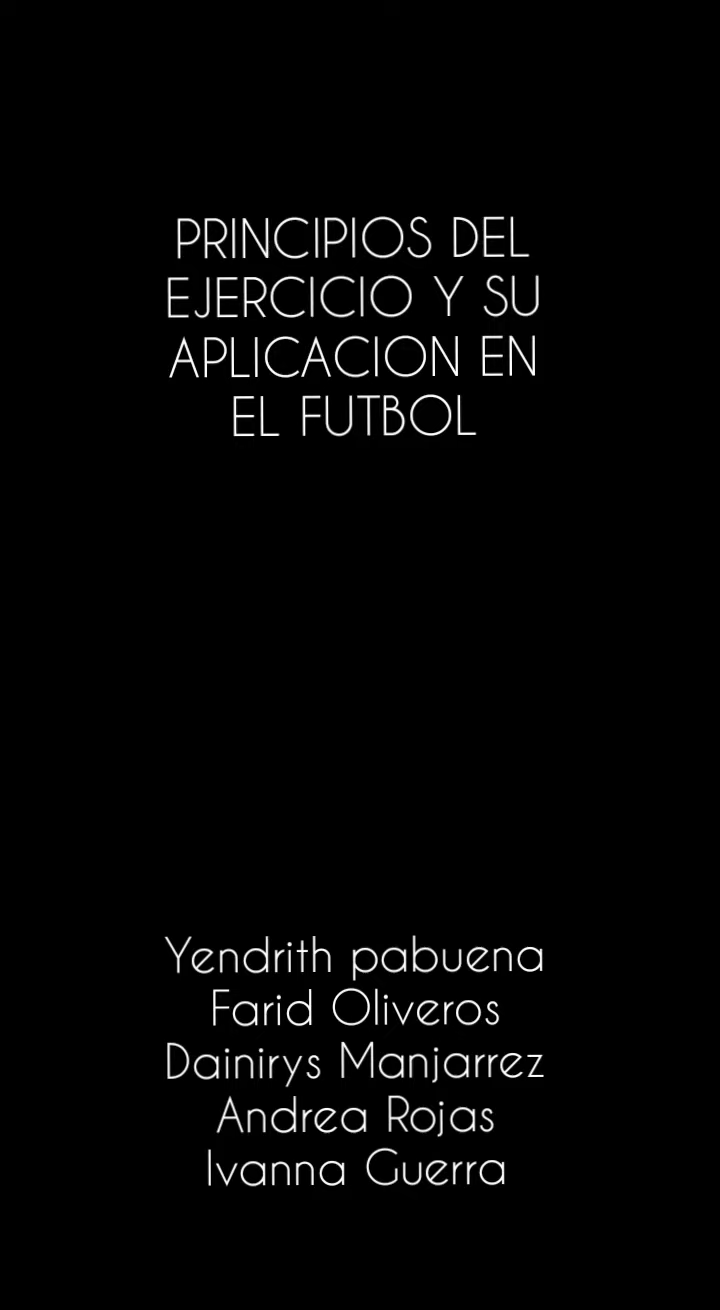 PRINCIPIOS DEL
EJERCICIO Y SU
APLICACION EN
EL FUTBOL
Yendrith pabuena
Farid Oliveros
Dainirys Manjarrez
Andrea Rojas
Ivanna Guerra